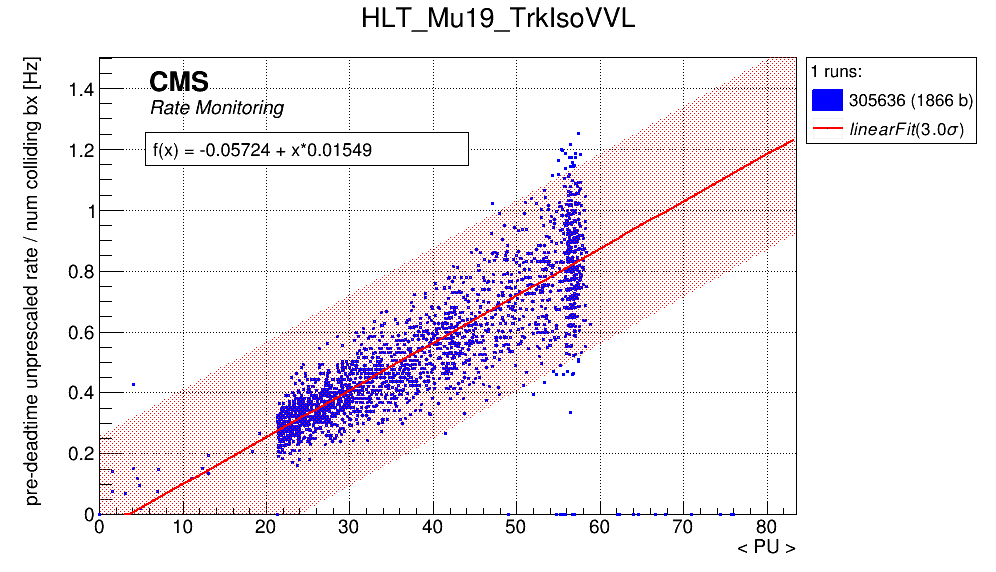 HLT_Mu19_TrkIsoVVL
pre-deadtime unprescaled rate / num colliding bx [Hz]
CMS
Rate Monitoring
f(x) = -0.05724 + x*0.01549
1 runs:
305636 (1866 b)
linearFit(3.0σ)
1.4
1.2
1
0.8
0.6
0.4
0.2
0
0 10 20 30 40 50 60 70 80
< PU >